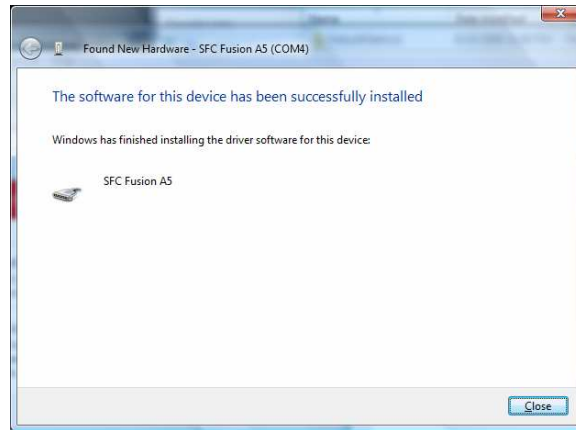 Found New Hardware - SFC Fusion A5 (COM4)
The software for this device has been successfully installed
Windows has finished installing the driver software for this device:
SFC Fusion A5
Close